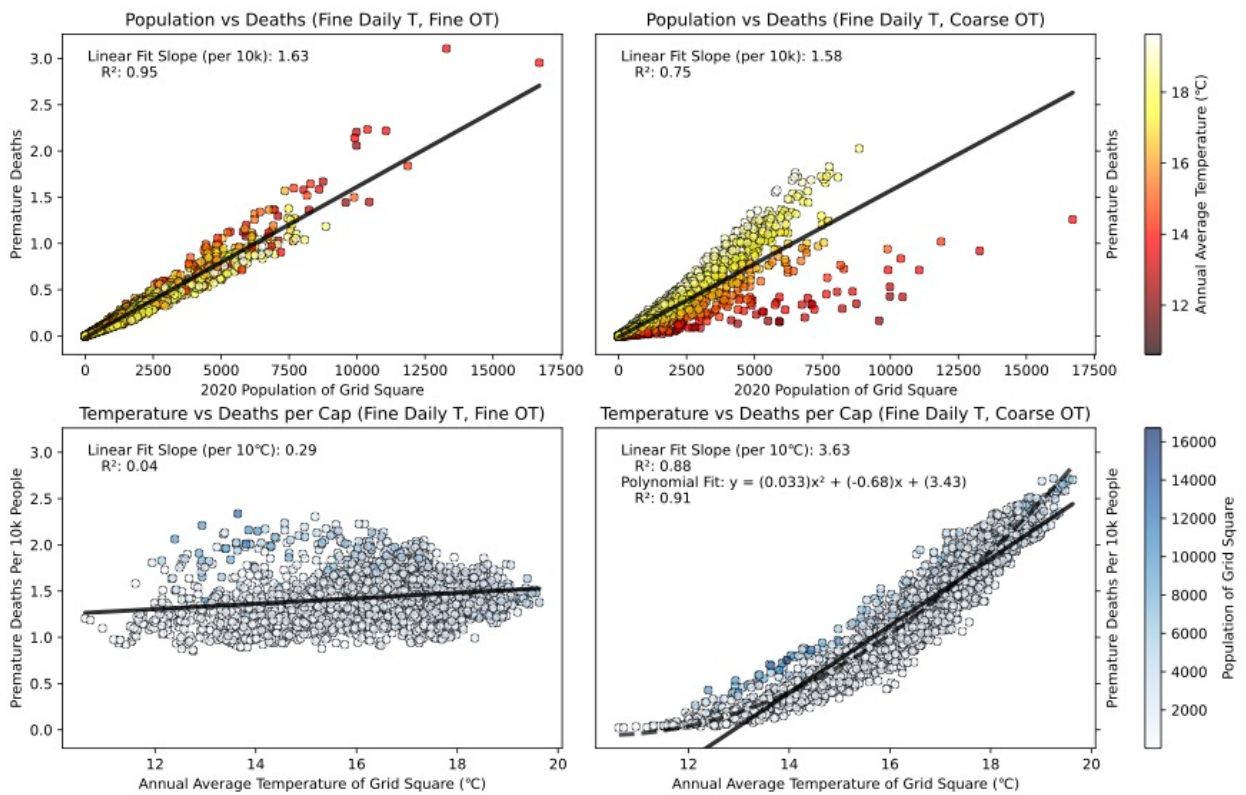 Population vs Deaths (Fine Daily T, Fine OT)
Linear Fit Slope (per 10k): 1.63
R²: 0.95
Premature Deaths
3.0
2.5
2.0
1.5
1.0
0.5
0.0
0
2500
5000
7500
10000
12500
15000
17500
2020 Population of Grid Square
Population vs Deaths (Fine Daily T, Coarse OT)
Linear Fit Slope (per 10k): 1.58
R²: 0.75
Premature Deaths
0
2500
5000
7500
10000
12500
15000
17500
2020 Population of Grid Square
18
16
14
12
Annual Average Temperature (℃)
Temperature vs Deaths per Cap (Fine Daily T, Fine OT)
Linear Fit Slope (per 10℃): 0.29
R²: 0.04
Premature Deaths Per 10k People
3.0
2.5
2.0
1.5
1.0
0.5
0.0
12
14
16
18
20
Annual Average Temperature of Grid Square (℃)
Temperature vs Deaths per Cap (Fine Daily T, Coarse OT)
Linear Fit Slope (per 10℃): 3.63
R²: 0.88
Polynomial Fit: y = (0.033)x² + (-0.68)x + (3.43)
R²: 0.91
Premature Deaths Per 10k People
12
14
16
18
20
Annual Average Temperature of Grid Square (℃)
16000
14000
12000
10000
8000
6000
4000
2000
Population of Grid Square